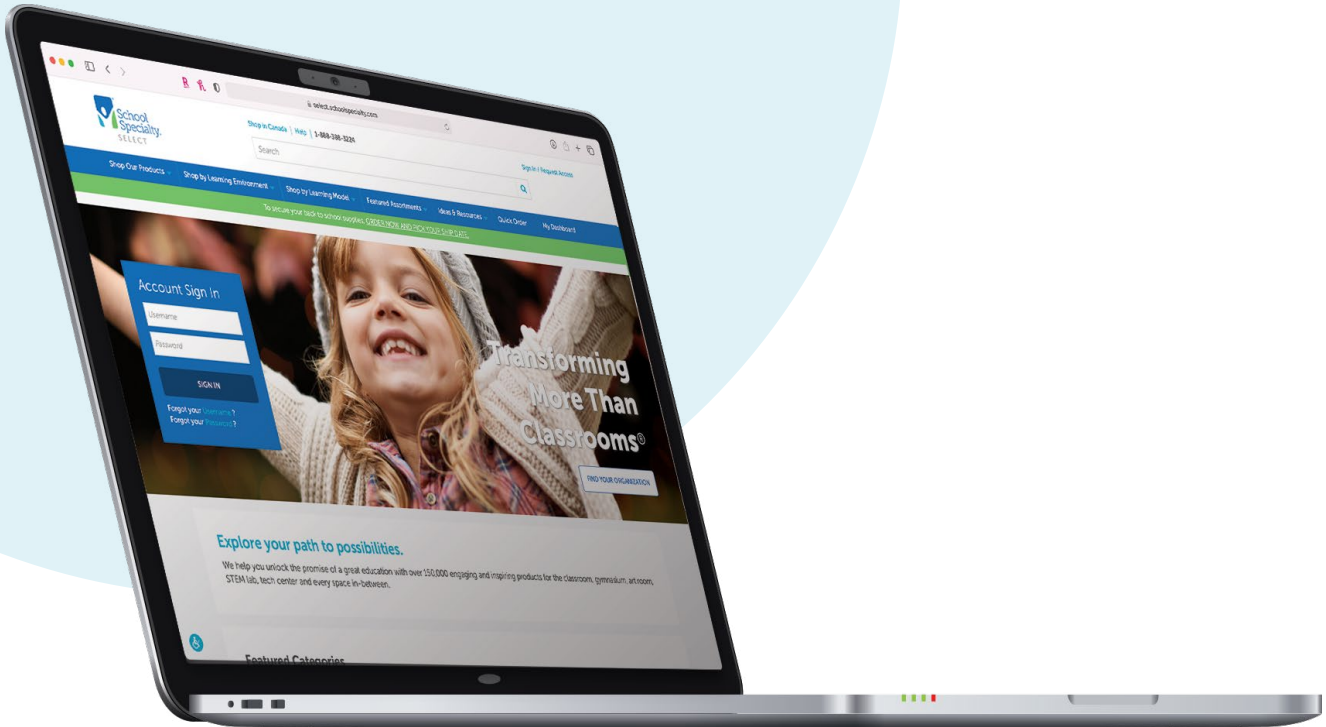 select.schoolspecialty.com
School
Specialty.
SELECT
Shop in Canada | Help | 1-888-388-3224
Search
Sign In / Request Access
Shop Our Products Shop by Learning Environment Shop by Learning Model Featured Assortments Ideas & Resources Quick Order My Dashboard
To secure your back to school supplies, ORDER NOW AND PICK YOUR SHIP DATE.
Account Sign In
Username
Password
SIGN IN
Forgot your Username ?
Forgot your Password ?
Transforming
More Than
Classrooms®
FIND YOUR ORGANIZATION
Explore your path to possibilities.
We help you unlock the promise of a great education with over 150,000 engaging and inspiring products for the classroom, gymnasium, art room,
STEM lab, tech center and every space in-between.
Featured Categories